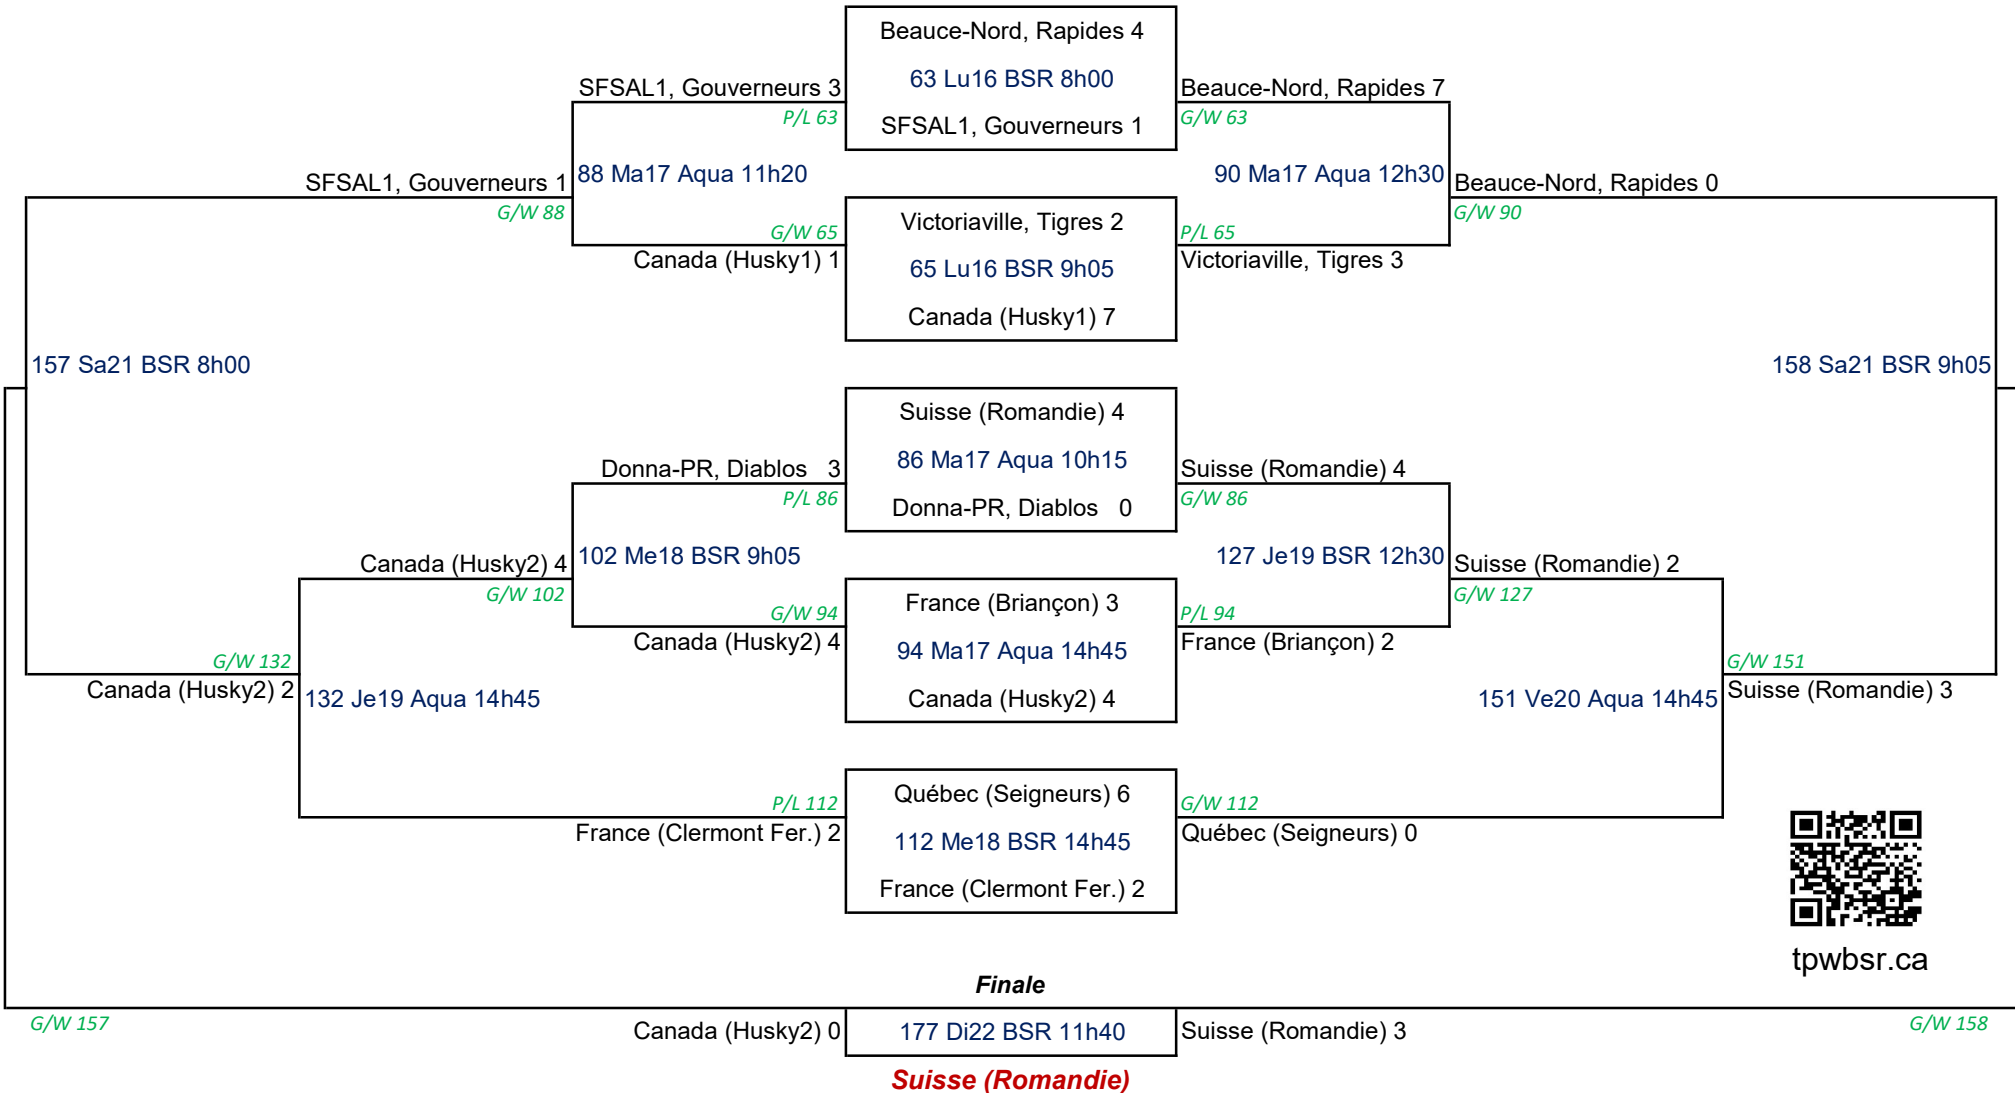 Beauce-Nord, Rapides 4
63 Lu16 BSR 8h00
SFSAL1, Gouverneurs 1
SFSAL1, Gouverneurs 3
P/L 63
Beauce-Nord, Rapides 7
G/W 63
88 Ma17 Aqua 11h20
90 Ma17 Aqua 12h30
SFSAL1, Gouverneurs 1
G/W 88
Beauce-Nord, Rapides 0
G/W 90
Victoriaville, Tigres 2
65 Lu16 BSR 9h05
Canada (Husky1) 7
G/W 65
Canada (Husky1) 1
P/L 65
Victoriaville, Tigres 3
157 Sa21 BSR 8h00
158 Sa21 BSR 9h05
Suisse (Romandie) 4
86 Ma17 Aqua 10h15
Donna-PR, Diablos 0
Donna-PR, Diablos 3
P/L 86
Suisse (Romandie) 4
G/W 86
102 Me18 BSR 9h05
127 Je19 BSR 12h30
Canada (Husky2) 4
G/W 102
Suisse (Romandie) 2
G/W 127
France (Briançon) 3
94 Ma17 Aqua 14h45
Canada (Husky2) 4
G/W 94
Canada (Husky2) 4
P/L 94
France (Briançon) 2
G/W 132
Canada (Husky2) 2
132 Je19 Aqua 14h45
151 Ve20 Aqua 14h45
G/W 151
Suisse (Romandie) 3
Québec (Seigneurs) 6
112 Me18 BSR 14h45
France (Clermont Fer.) 2
P/L 112
France (Clermont Fer.) 2
G/W 112
Québec (Seigneurs) 0
tpwbsr.ca
Finale
G/W 157
Canada (Husky2) 0
177 Di22 BSR 11h40
Suisse (Romandie) 3
G/W 158
Suisse (Romandie)